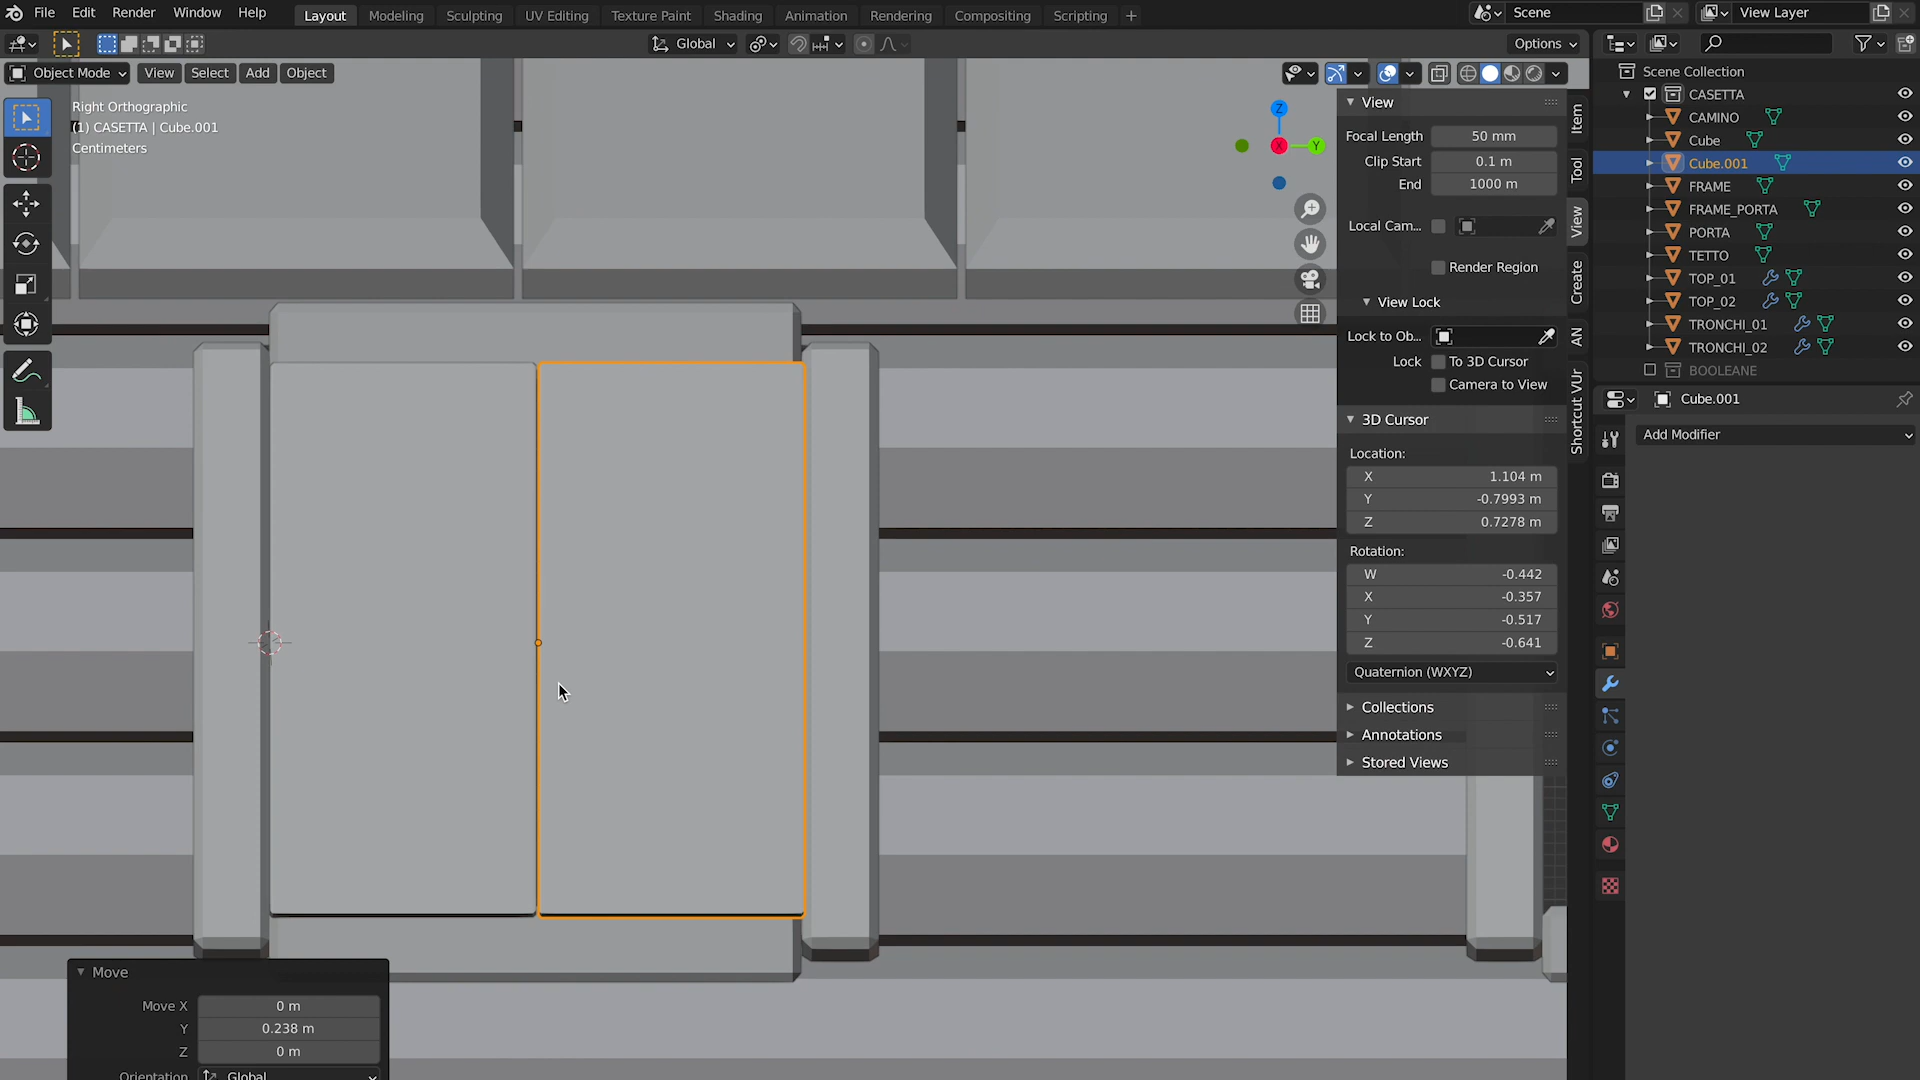 File Edit Render Window Help Layout Modeling Sculpting UV Editing Texture Paint Shading Animation Rendering Compositing Scripting + Scene View Layer
Global Options
Object Mode View Select Add Object
Right Orthographic
(1) CASETTA | Cube.001
Centimeters
Z
Y
X
View
Focal Length 50 mm
Clip Start 0.1 m
End 1000 m
Local Cam...
Render Region
View Lock
Lock to Ob...
Lock To 3D Cursor
Camera to View
3D Cursor
Location:
X 1.104 m
Y -0.7993 m
Z 0.7278 m
Rotation:
W -0.442
X -0.357
Y -0.517
Z -0.641
Quaternion (WXYZ)
Collections
Annotations
Stored Views
Item
Tool
View
Create
AN
Shortcut VUr
Scene Collection
CASETTA
CAMINO
Cube
Cube.001
FRAME
FRAME_PORTA
PORTA
TETTO
TOP_01
TOP_02
TRONCHI_01
TRONCHI_02
BOOLEANE
Cube.001
Add Modifier
Move
Move X 0 m
Y 0.238 m
Z 0 m
Orientation Global